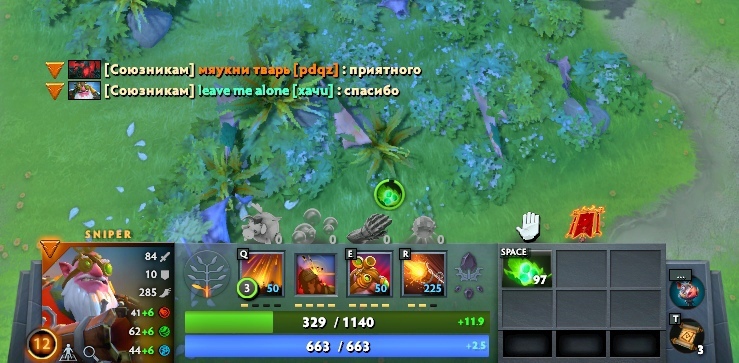 [Союзникам] мяукни тварь [pdqz] : приятного
[Союзникам] leave me alone [хачи] : спасибо
0 0 0 0
SNIPER
84
10
285
41+6
62+6
44+6
12
Q 3 50
E 50
R 225
329 / 1140 +11.9
663 / 663 +2.5
SPACE
97
...
T
3